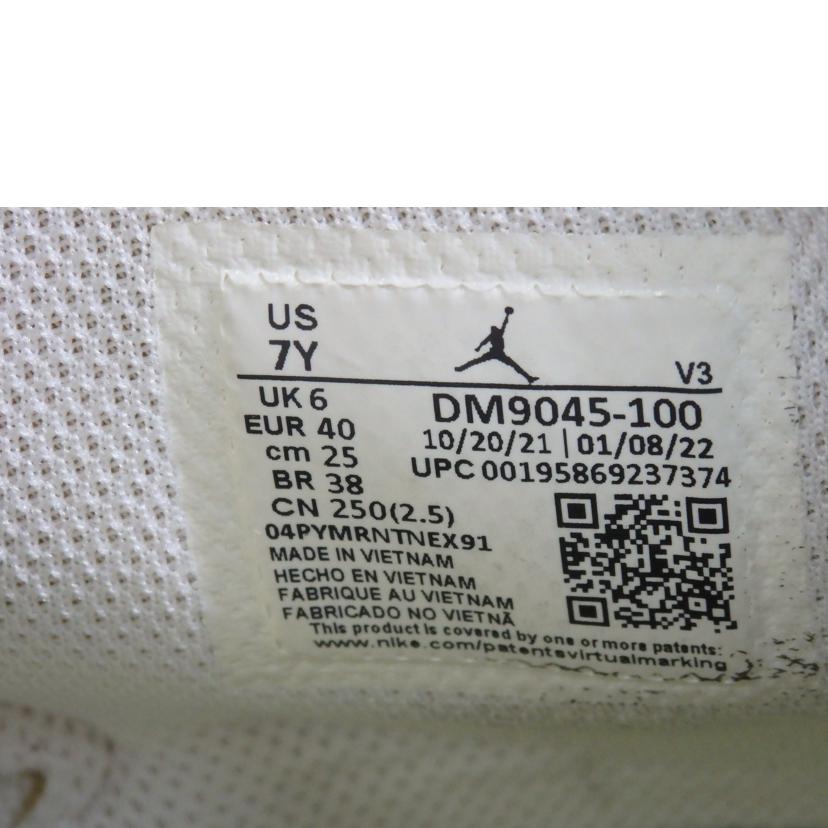 US
7Y
V3
UK 6
EUR 40
cm 25
BR 38
CN 250(2.5)
DM9045-100
10/20/21 | 01/08/22
UPC 00195869237374
04PYMRNTNEX91
MADE IN VIETNAM
HECHO EN VIETNAM
FABRIQUE AU VIETNAM
FABRICADO NO VIETNÃ
This product is covered by one or more patents:
www.nike.com/patentsvirtualmarking